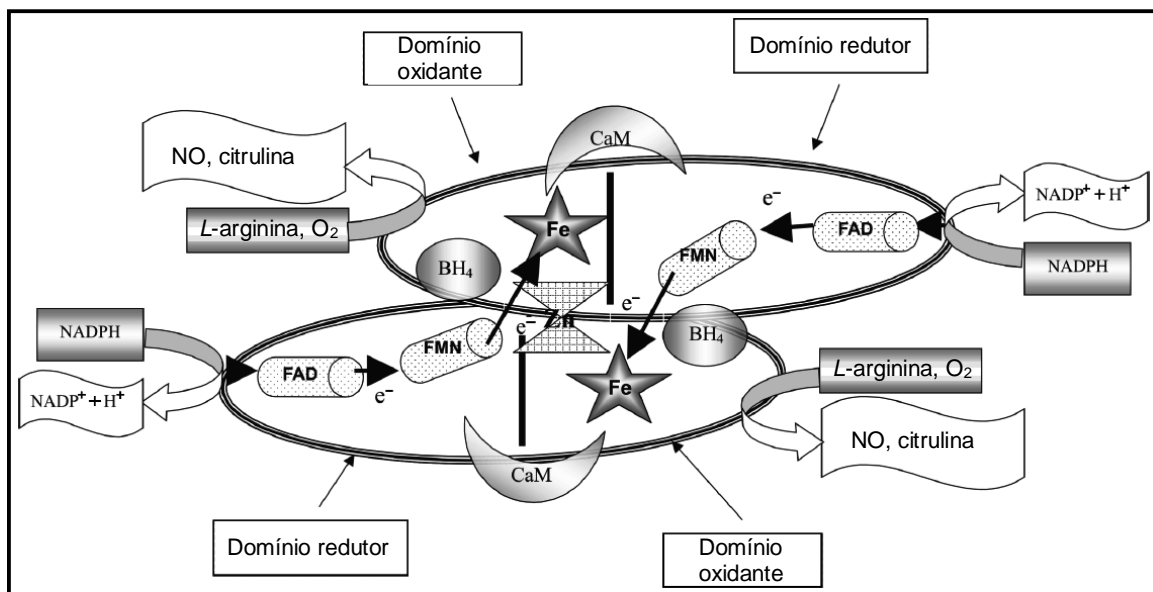 Domínio
oxidante
Domínio redutor
CaM
NO, citrulina
L-arginina, O₂
Fe
e⁻
FMN
FAD
NADP⁺ + H⁺
NADPH
BH₄
NADPH
NADP⁺ + H⁺
FAD
e⁻
FMN
e⁻
Zn
e⁻
BH₄
Fe
L-arginina, O₂
NO, citrulina
CaM
Domínio redutor
Domínio
oxidante